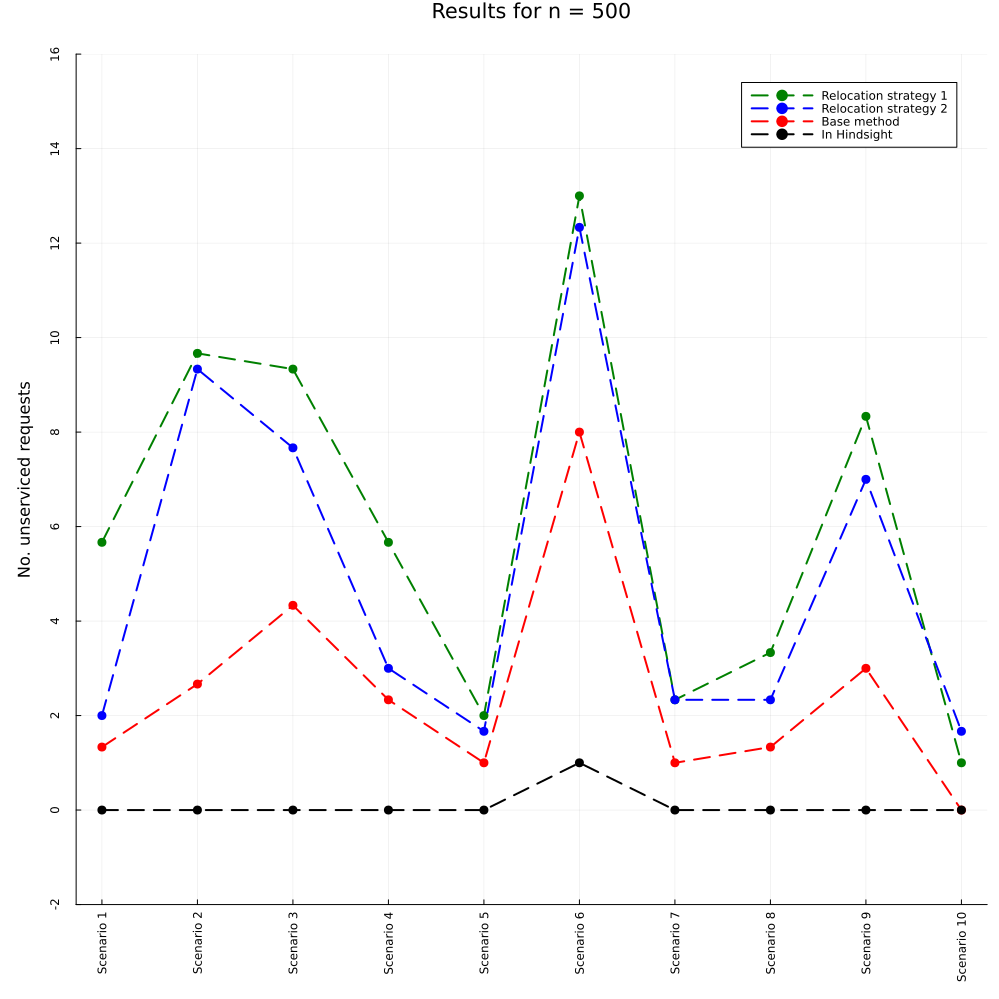 Results for n = 500
16
14
12
10
8
6
4
2
0
-2
No. unserviced requests
Relocation strategy 1
Relocation strategy 2
Base method
In Hindsight
Scenario 1
Scenario 2
Scenario 3
Scenario 4
Scenario 5
Scenario 6
Scenario 7
Scenario 8
Scenario 9
Scenario 10